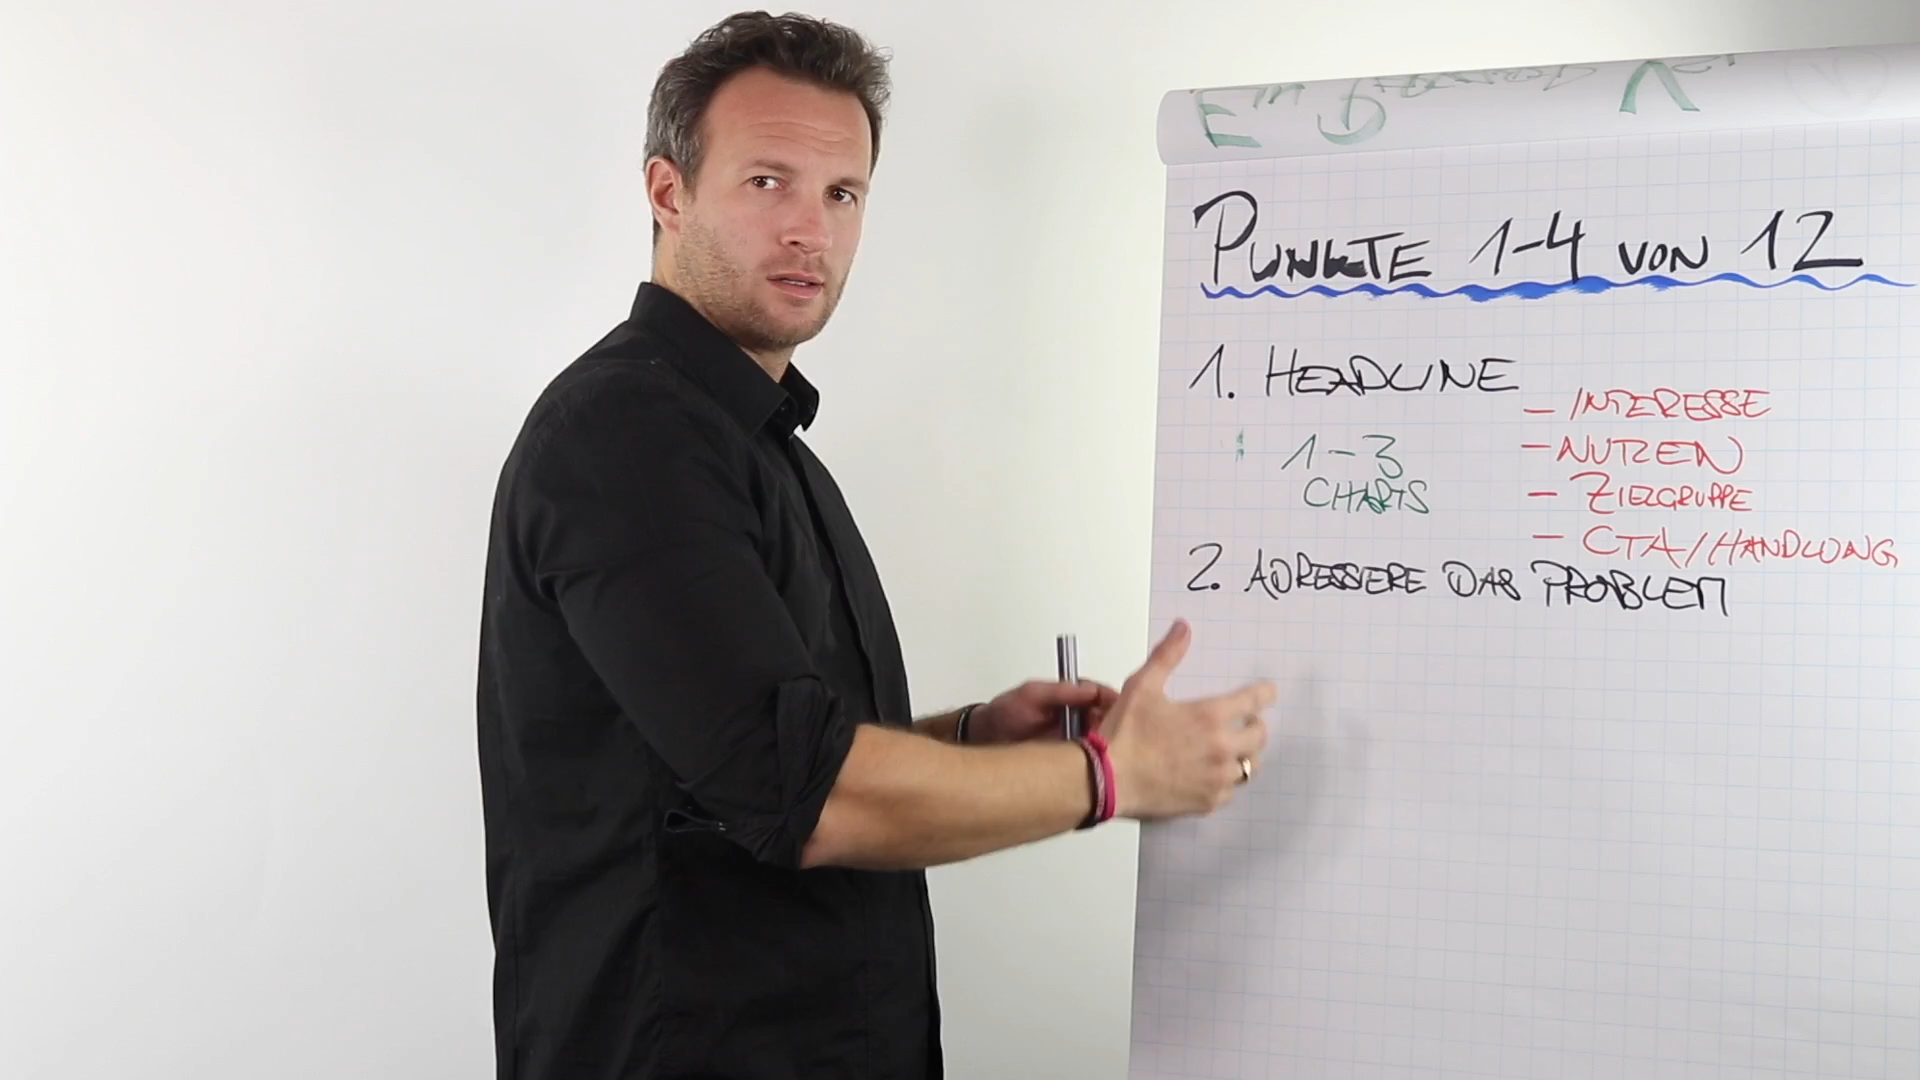 PUNKTE 1-4 VON 12
1. HEADLINE
- INTERESSE
1-3
- NUTZEN
CHARTS
- ZIELGRUPPE
- CTA/HANDLUNG
2. ADRESSIERE DAS PROBLEM